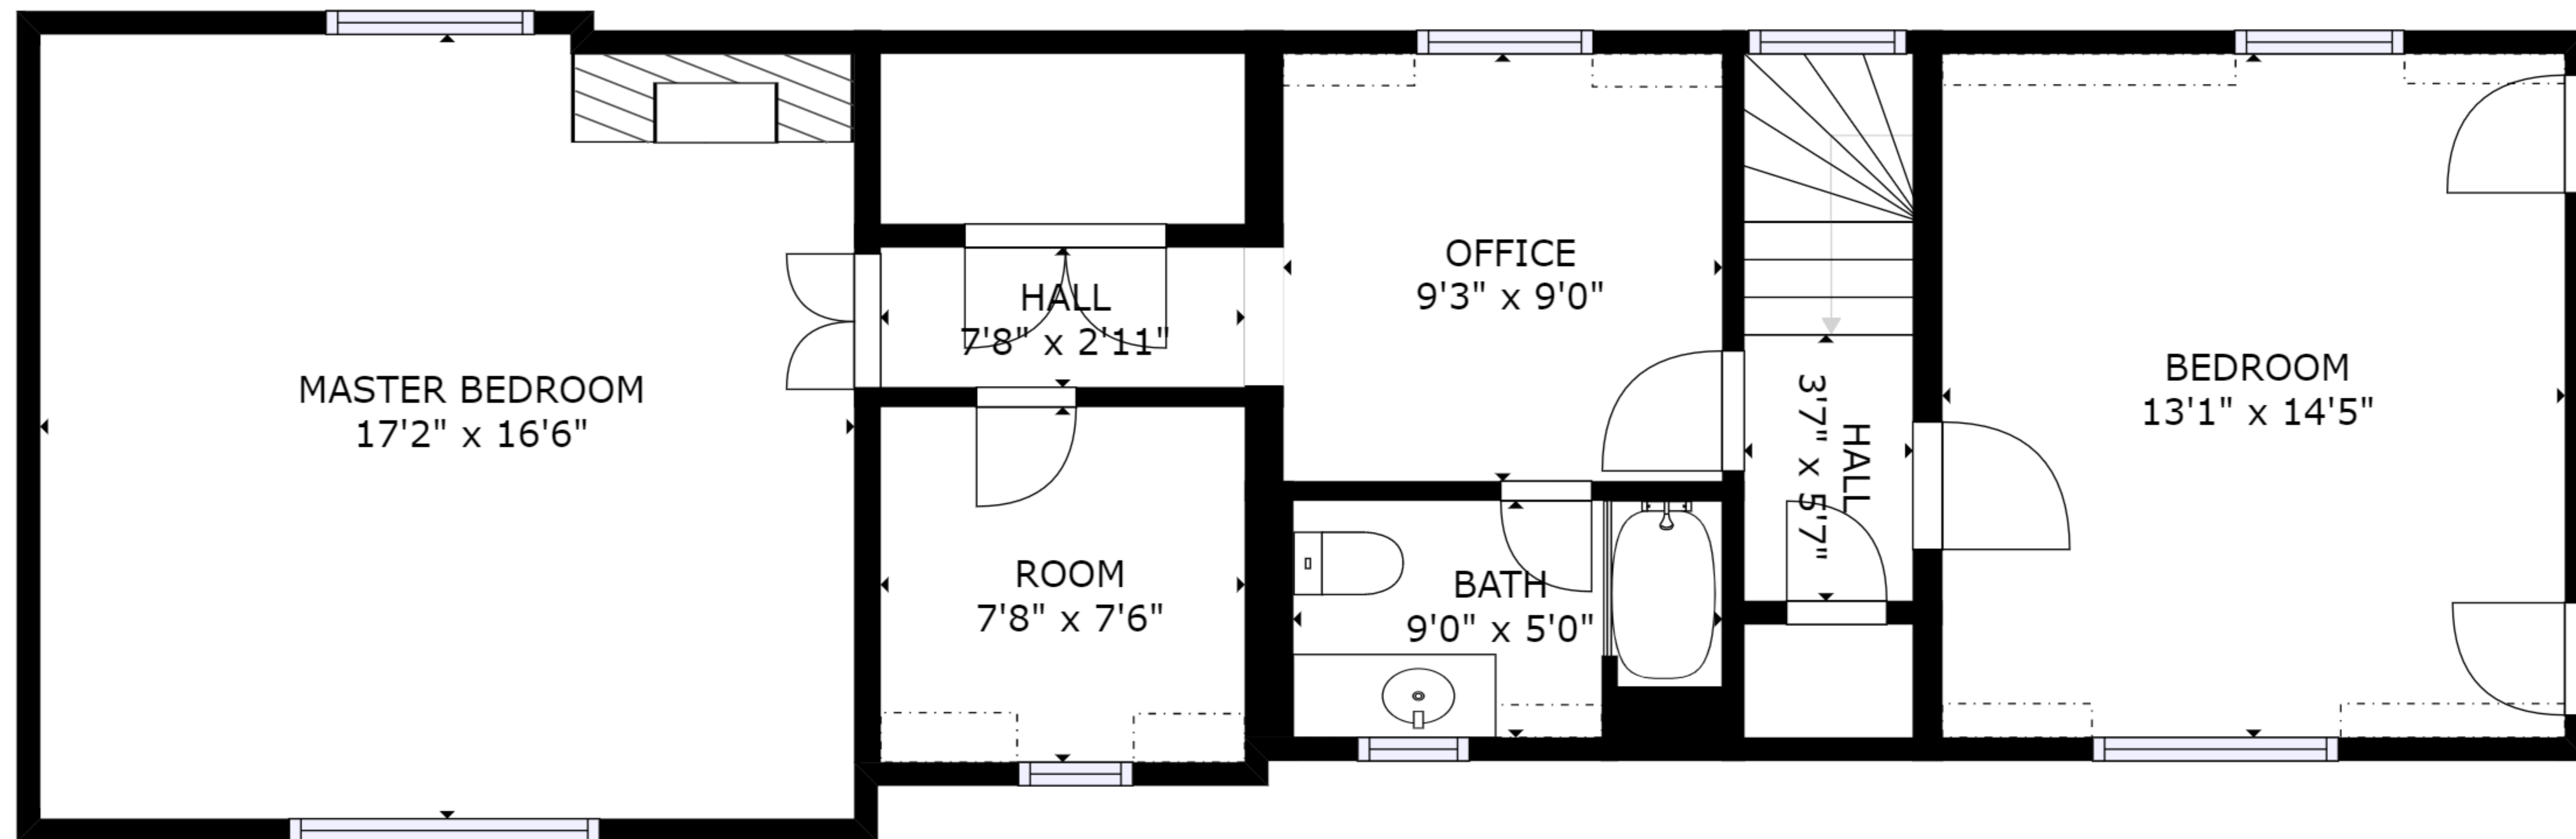 MASTER BEDROOM
17'2" x 16'6"
HALL
7'8" x 2'11"
ROOM
7'8" x 7'6"
OFFICE
9'3" x 9'0"
BATH
9'0" x 5'0"
HALL
3'7" x 5'7"
BEDROOM
13'1" x 14'5"